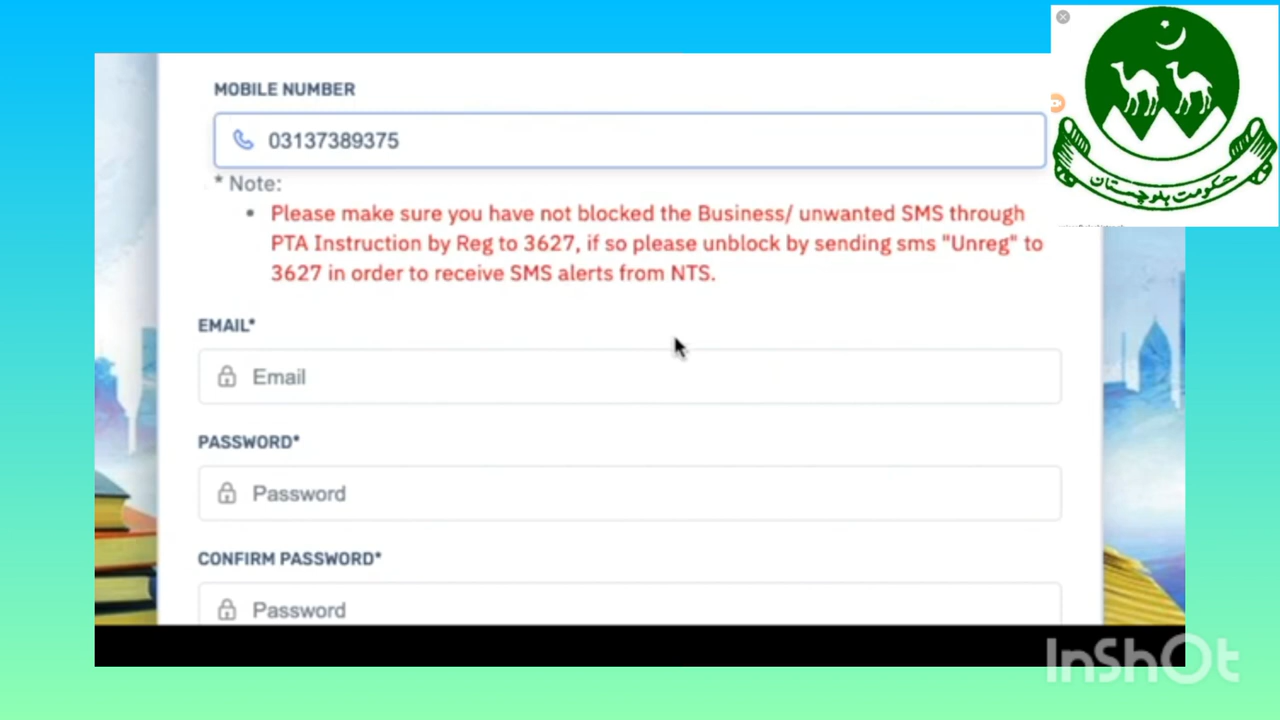 MOBILE NUMBER
03137389375
* Note:
• Please make sure you have not blocked the Business/ unwanted SMS through
PTA Instruction by Reg to 3627, if so please unblock by sending sms "Unreg" to
3627 in order to receive SMS alerts from NTS.
EMAIL*
Email
PASSWORD*
Password
CONFIRM PASSWORD*
Password
حکومت بلوچستان
InShOt